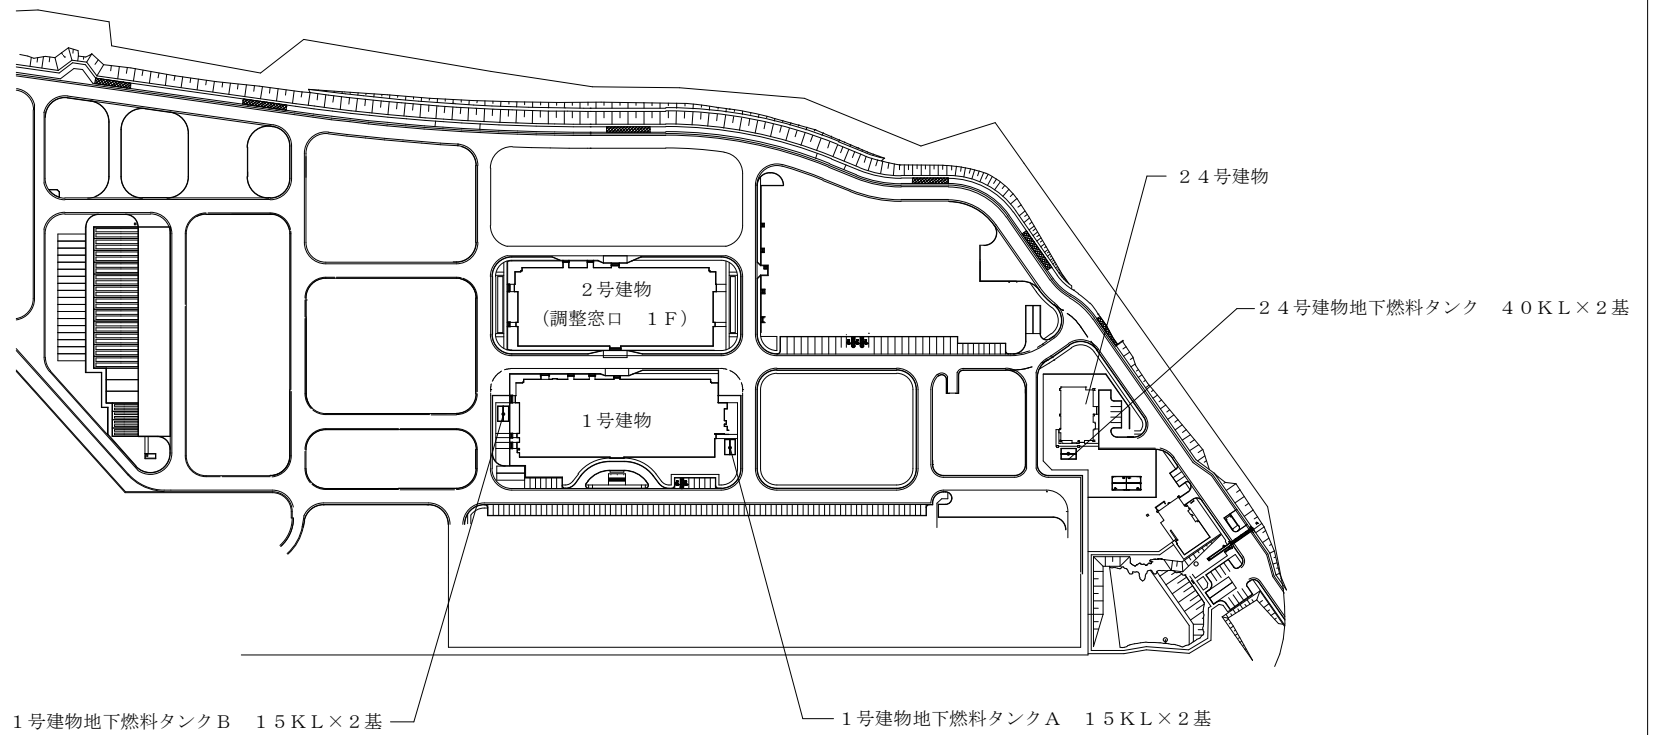 ２４号建物
２４号建物地下燃料タンク　４０ＫＬ×２基
２号建物
（調整窓口　１Ｆ）
１号建物
１号建物地下燃料タンクＢ　１５ＫＬ×２基
１号建物地下燃料タンクＡ　１５ＫＬ×２基